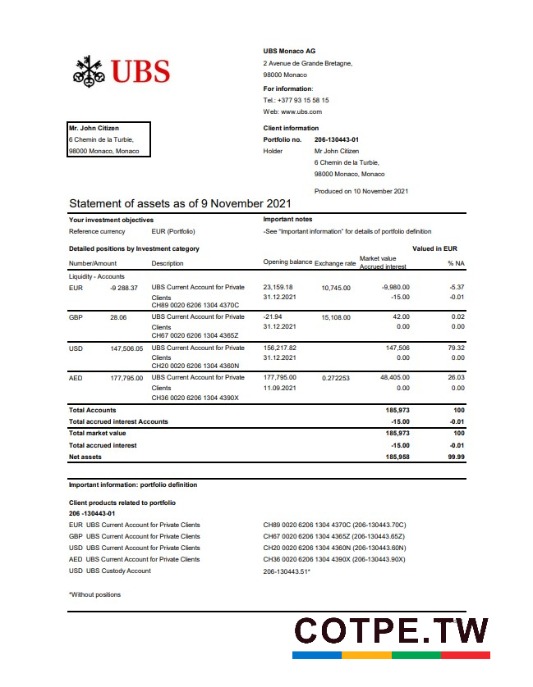 UBS
UBS Monaco AG
2 Avenue de Grande Bretagne,
98000 Monaco
For information:
Tel.: +377 93 15 58 15
Web: www.ubs.com
Mr. John Citizen
6 Chemin de la Turbie,
98000 Monaco, Monaco
Client information
Portfolio no. 206-130443-01
Holder Mr John Citizen
6 Chemin de la Turbie,
98000 Monaco, Monaco
Produced on 10 November 2021
Statement of assets as of 9 November 2021
Your investment objectives Important notes
Reference currency EUR (Portfolio) -See "Important information" for details of portfolio definition
Detailed positions by Investment category Valued in EUR
Number/Amount Description Opening balance Exchange rate Market value % NA
Accrued interest
Liquidity - Accounts
EUR -9 288.37 UBS Current Account for Private 23,159.18 10,745.00 -9,980.00 -5.37
Clients 31.12.2021 -15.00 -0.01
CH89 0020 6206 1304 4370C
GBP 28.06 UBS Current Account for Private -21.94 15,108.00 42.00 0.02
Clients 31.12.2021 0.00 0.00
CH67 0020 6206 1304 4365Z
USD 147,506.05 UBS Current Account for Private 156,217.82 147,506 79.32
Clients 31.12.2021 0.00 0.00
CH20 0020 6206 1304 4360N
AED 177,795.00 UBS Current Account for Private 177,795.00 0.272253 48,405.00 26.03
Clients 11.09.2021 0.00 0.00
CH36 0020 6206 1304 4390X
Total Accounts 185,973 100
Total accrued interest Accounts -15.00 -0.01
Total market value 185,973 100
Total accrued interest -15.00 -0.01
Net assets 185,958 99.99
Important information: portfolio definition
Client products related to portfolio
206 -130443-01
EUR UBS Current Account for Private Clients CH89 0020 6206 1304 4370C (206-130443.70C)
GBP UBS Current Account for Private Clients CH67 0020 6206 1304 4365Z (206-130443.65Z)
USD UBS Current Account for Private Clients CH20 0020 6206 1304 4360N (206-130443.60N)
AED UBS Current Account for Private Clients CH36 0020 6206 1304 4390X (206-130443.90X)
USD UBS Custody Account 206-130443.51*
*Without positions
COTPE.TW